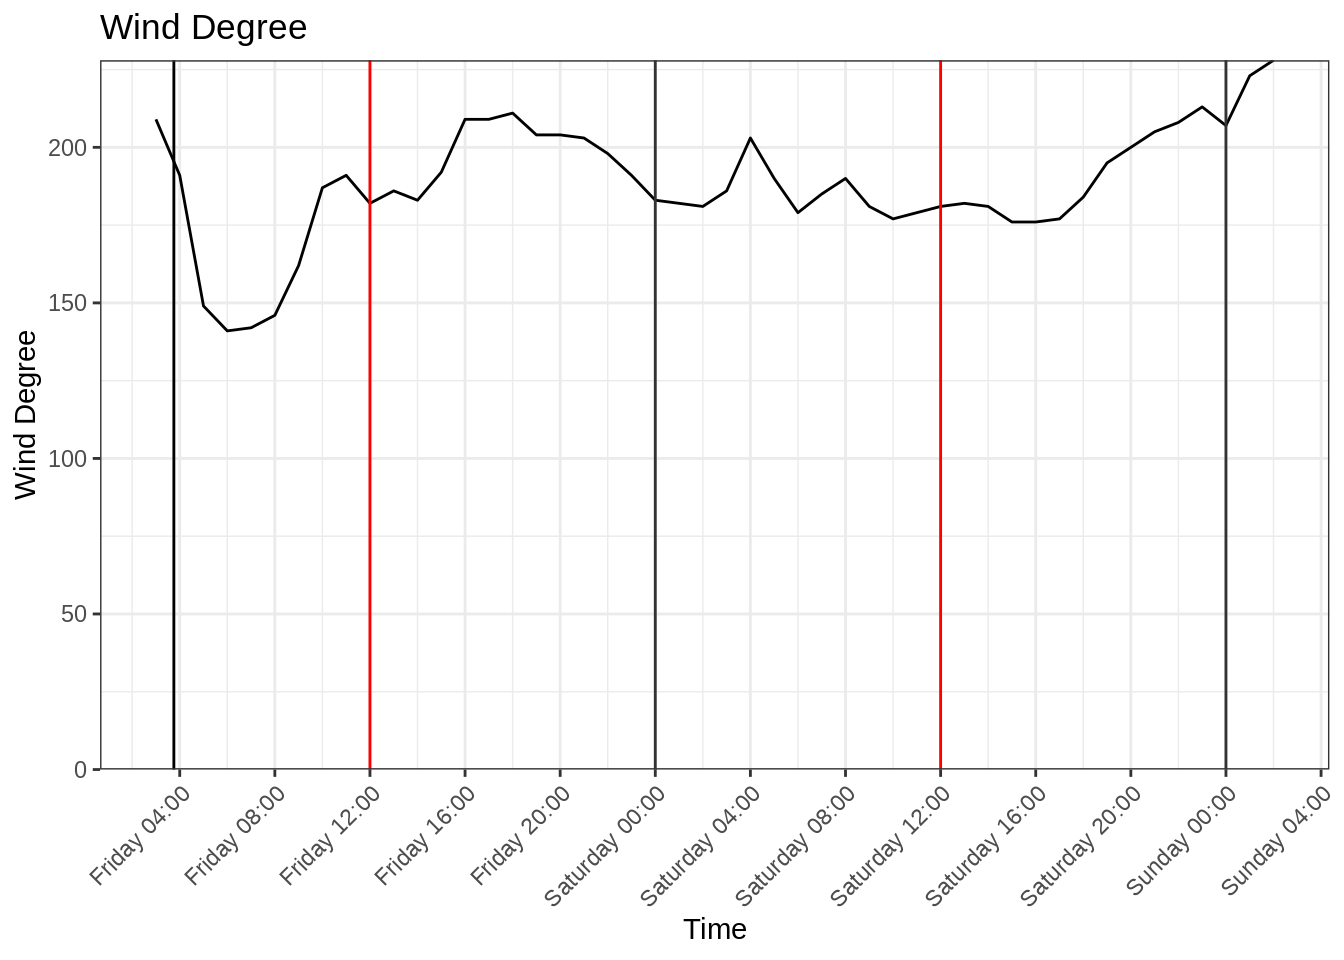 Wind Degree
Wind Degree
200
150
100
50
0
Friday 04:00
Friday 08:00
Friday 12:00
Friday 16:00
Friday 20:00
Saturday 00:00
Saturday 04:00
Saturday 08:00
Saturday 12:00
Saturday 16:00
Saturday 20:00
Sunday 00:00
Sunday 04:00
Time